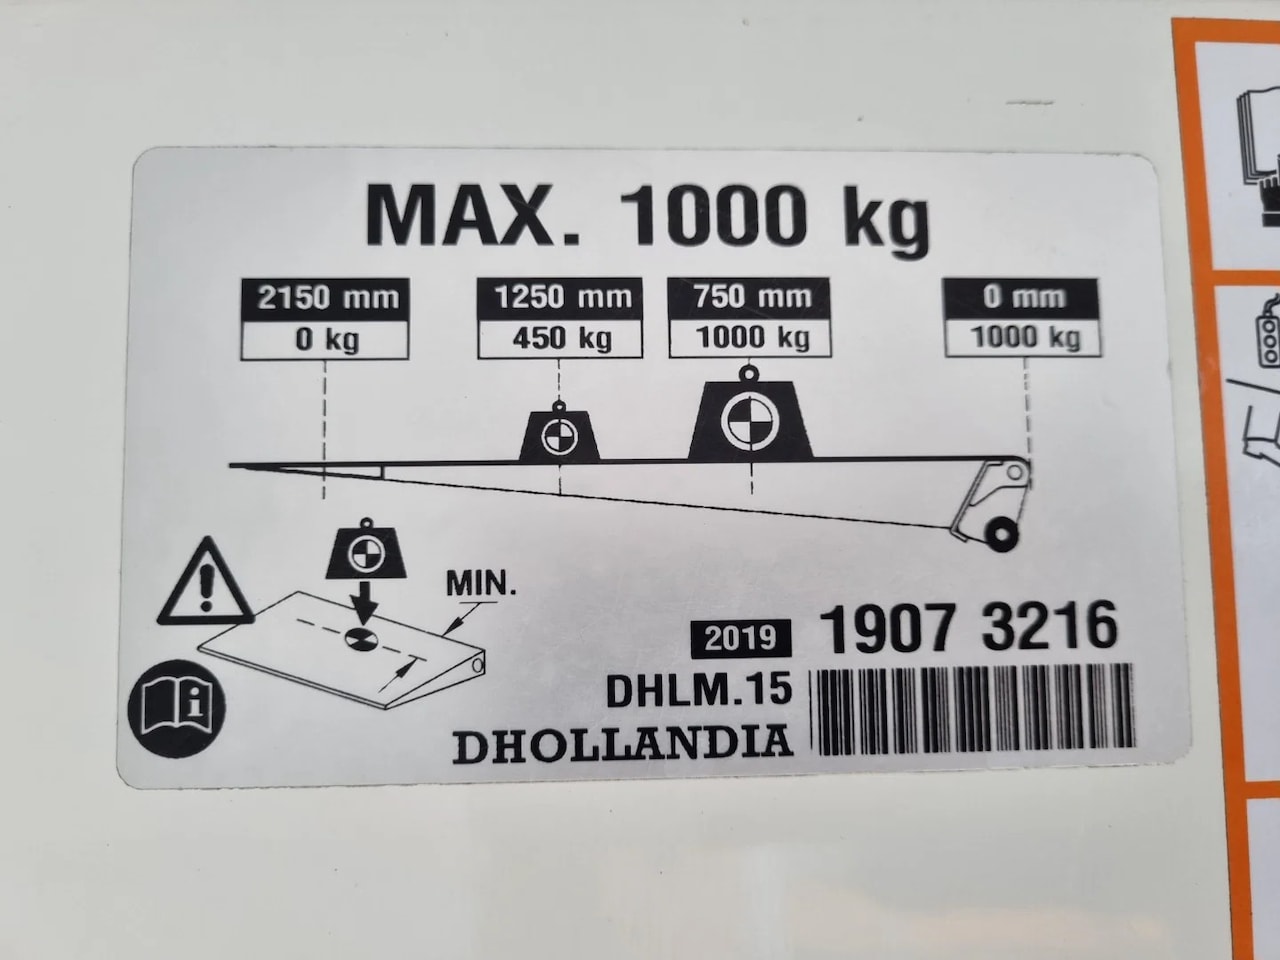 MAX. 1000 kg
2150 mm
0 kg
1250 mm
450 kg
750 mm
1000 kg
0 mm
1000 kg
MIN.
2019 1907 3216
DHLM.15
DHOLLANDIA
i